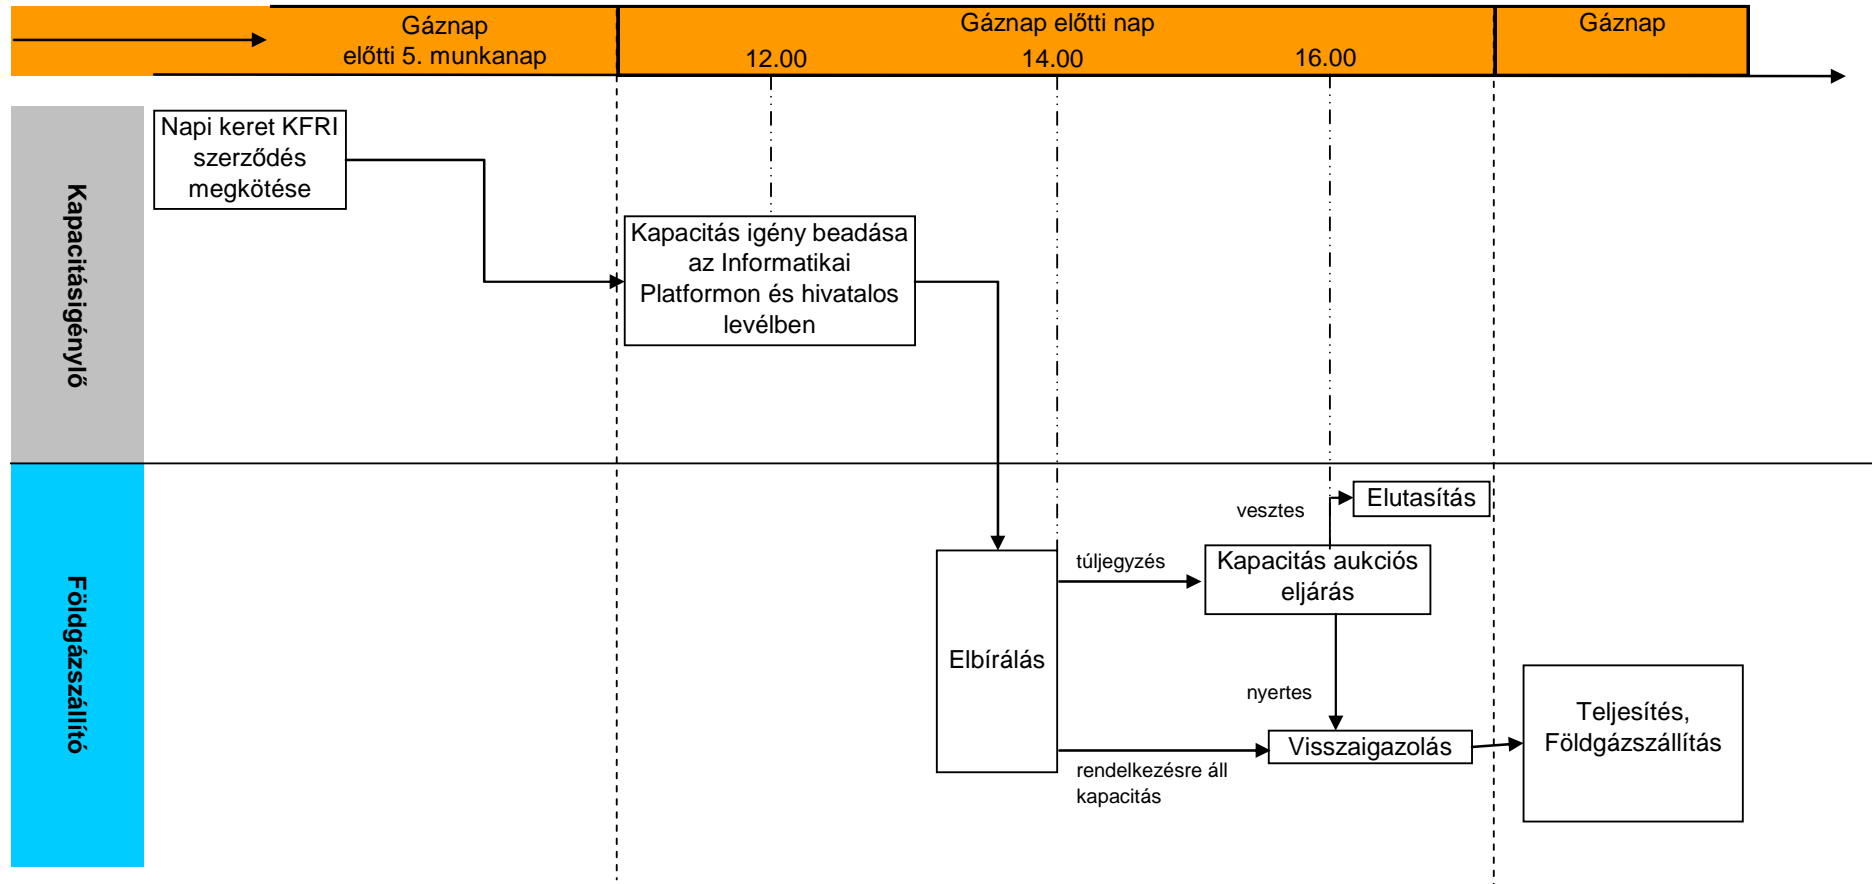 Gáznap
előtti 5. munkanap
Gáznap előtti nap
12.00
14.00
16.00
Gáznap
Kapacitásigénylő
Napi keret KFRI
szerződés
megkötése
Kapacitás igény beadása
az Informatikai
Platformon és hivatalos
levélben
Földgázszállító
Elbírálás
túljegyzés
rendelkezésre áll
kapacitás
Kapacitás aukciós
eljárás
vesztes
Elutasítás
nyertes
Visszaigazolás
Teljesítés,
Földgázszállítás